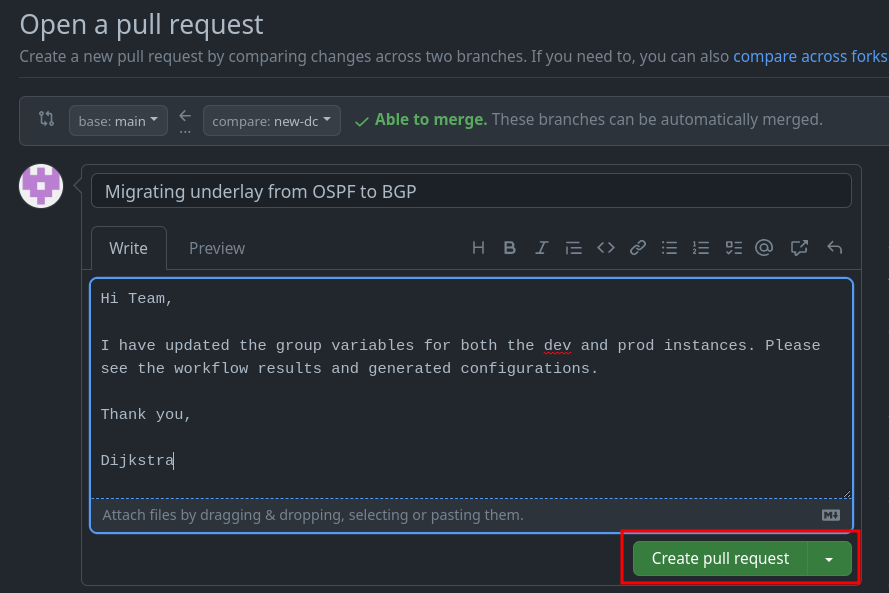 Open a pull request
Create a new pull request by comparing changes across two branches. If you need to, you can also compare across forks
base: main ... compare: new-dc Able to merge. These branches can be automatically merged.
Migrating underlay from OSPF to BGP
Write Preview
Hi Team,
I have updated the group variables for both the dev and prod instances. Please
see the workflow results and generated configurations.
Thank you,
Dijkstra
Attach files by dragging & dropping, selecting or pasting them.
Create pull request